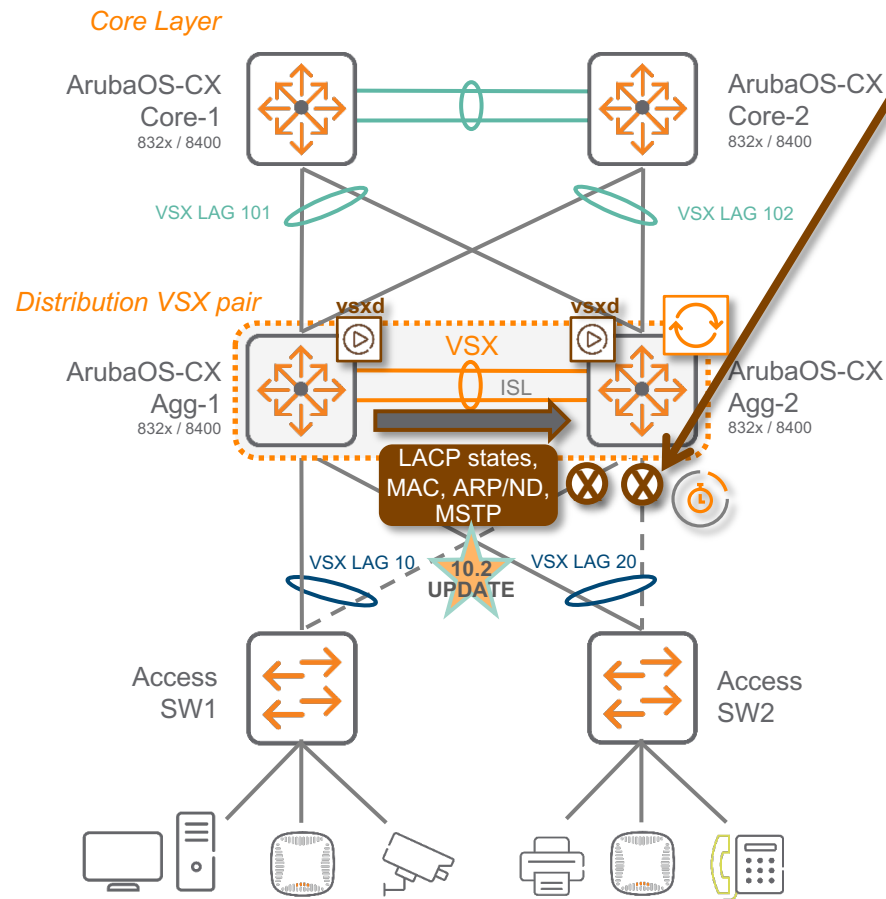 Core Layer
ArubaOS-CX
Core-1
832x / 8400
ArubaOS-CX
Core-2
832x / 8400
VSX LAG 101
VSX LAG 102
Distribution VSX pair
vsxd
vsxd
VSX
ISL
ArubaOS-CX
Agg-1
832x / 8400
ArubaOS-CX
Agg-2
832x / 8400
LACP states,
MAC, ARP/ND,
MSTP
X
X
VSX LAG 10
VSX LAG 20
10.2
UPDATE
Access
SW1
Access
SW2